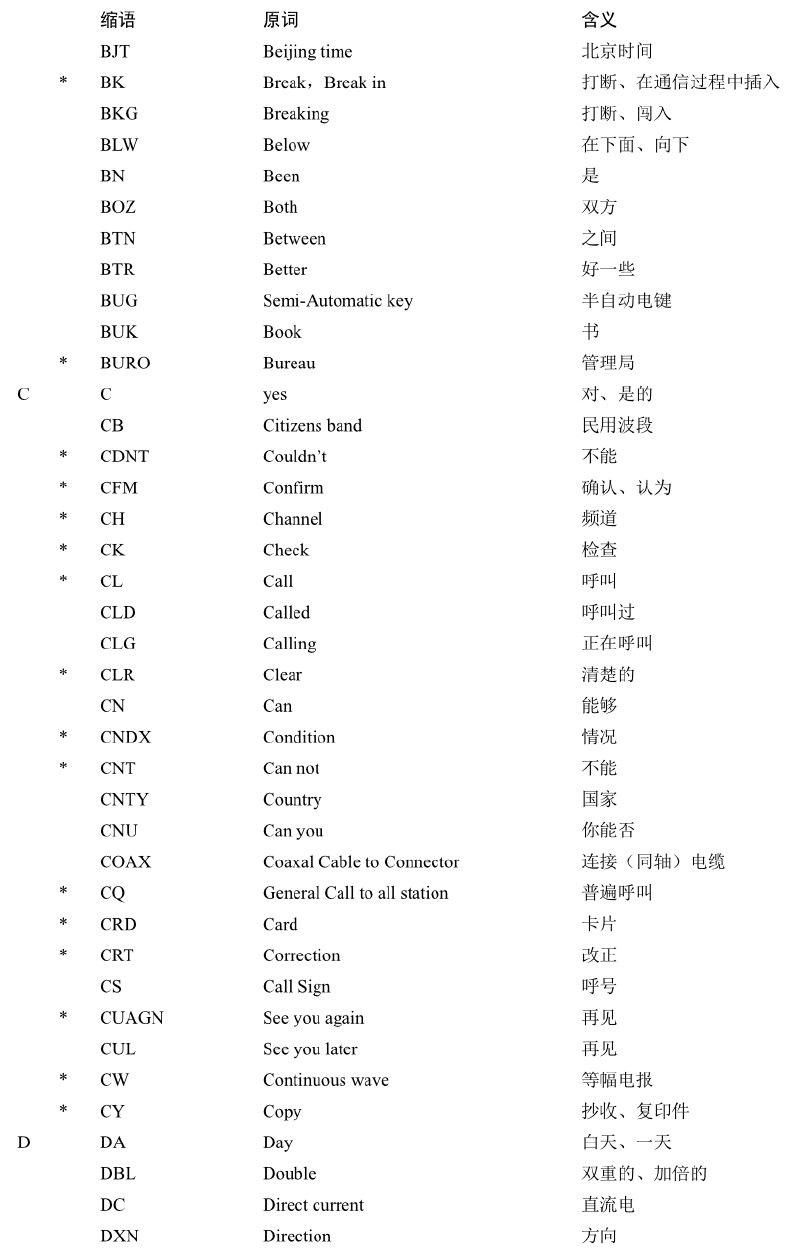 缩语 原词 含义
BJT Beijing time 北京时间
* BK Break，Break in 打断、在通信过程中插入
BKG Breaking 打断、闯入
BLW Below 在下面、向下
BN Been 是
BOZ Both 双方
BTN Between 之间
BTR Better 好一些
BUG Semi-Automatic key 半自动电键
BUK Book 书
* BURO Bureau 管理局
C C yes 对、是的
CB Citizens band 民用波段
* CDNT Couldn't 不能
* CFM Confirm 确认、认为
* CH Channel 频道
* CK Check 检查
* CL Call 呼叫
CLD Called 呼叫过
CLG Calling 正在呼叫
* CLR Clear 清楚的
CN Can 能够
* CNDX Condition 情况
* CNT Can not 不能
CNTY Country 国家
CNU Can you 你能否
COAX Coaxal Cable to Connector 连接（同轴）电缆
* CQ General Call to all station 普遍呼叫
* CRD Card 卡片
* CRT Correction 改正
CS Call Sign 呼号
* CUAGN See you again 再见
CUL See you later 再见
* CW Continuous wave 等幅电报
* CY Copy 抄收、复印件
D DA Day 白天、一天
DBL Double 双重的、加倍的
DC Direct current 直流电
DXN Direction 方向